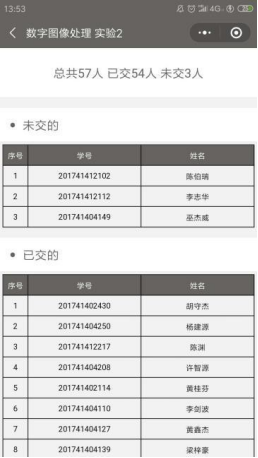 13:53
4G
数字图像处理 实验2
总共57人 已交54人 未交3人
未交的
序号 学号 姓名
1 201741412102 陈伯瑞
2 201741412112 李志华
3 201741404149 巫杰威
已交的
序号 学号 姓名
1 201741402430 胡守杰
2 201741404250 杨建源
3 201741412217 陈渊
4 201741404208 许智源
5 201741402114 黄桂芬
6 201741404110 李剑波
7 201741404127 黄鑫杰
8 201741404139 梁梓豪